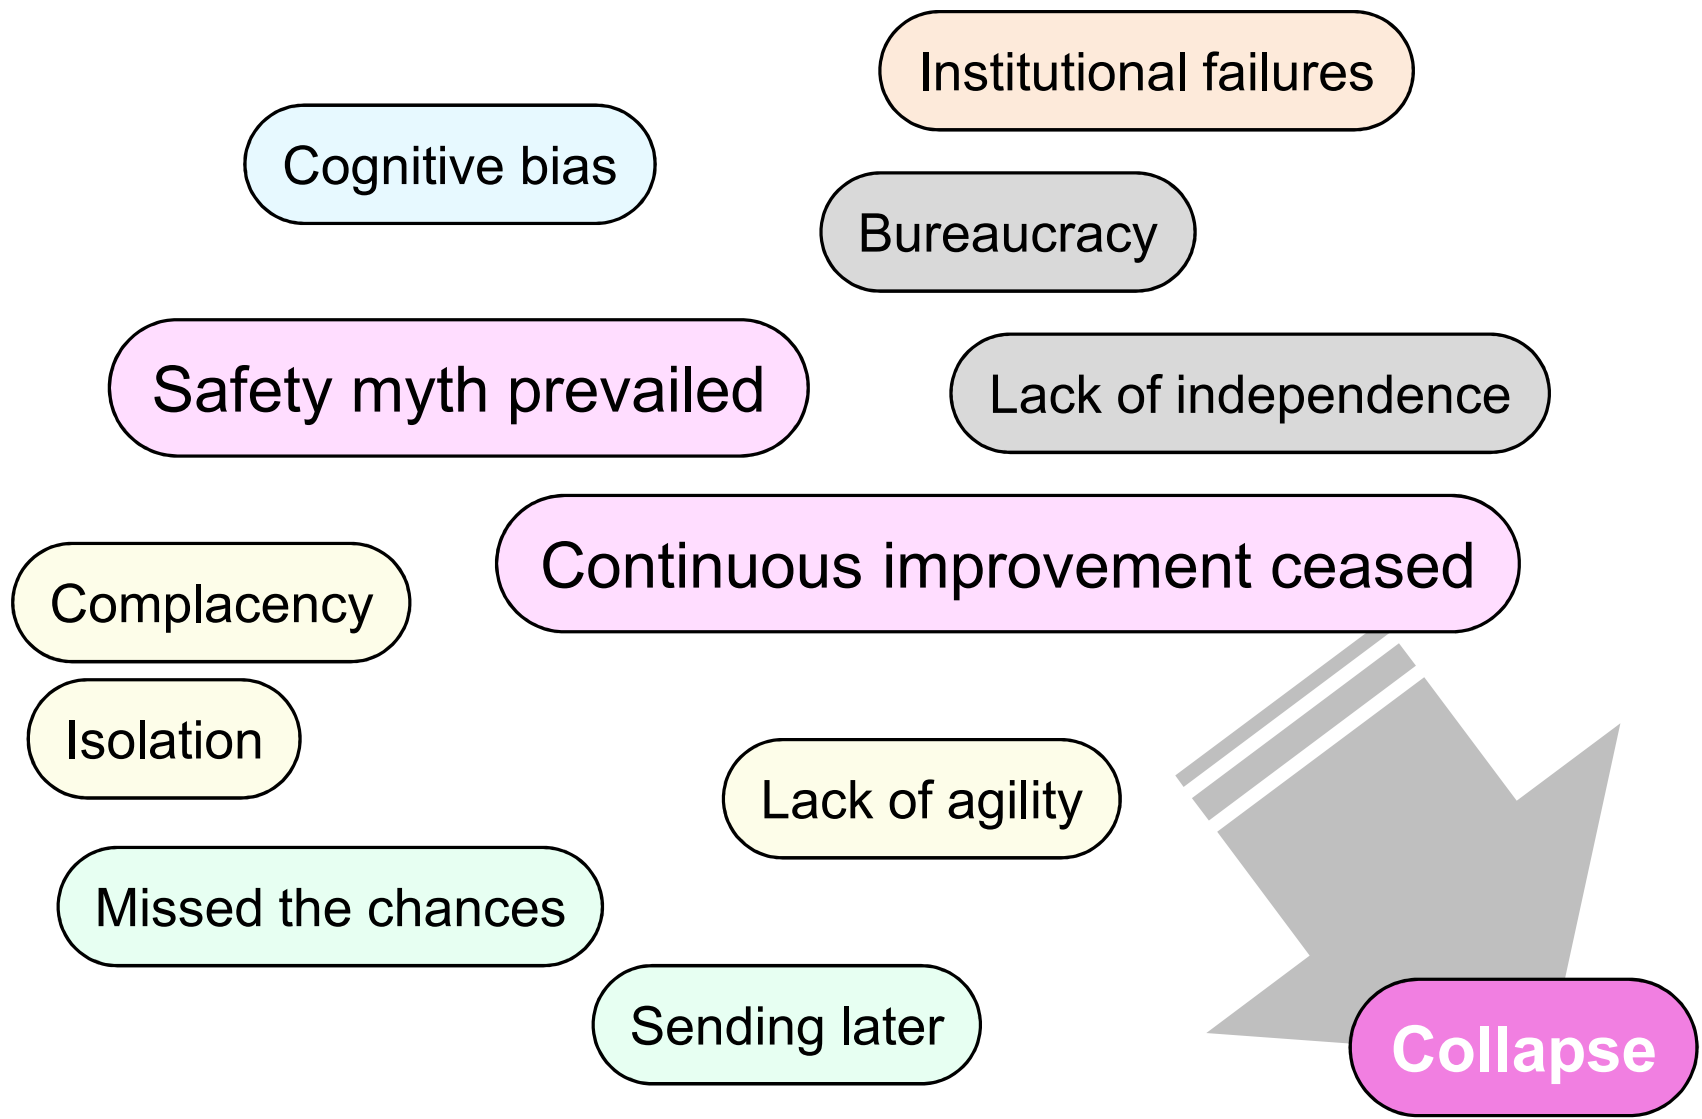 Institutional failures
Cognitive bias
Bureaucracy
Safety myth prevailed
Lack of independence
Continuous improvement ceased
Complacency
Isolation
Lack of agility
Missed the chances
Sending later
Collapse